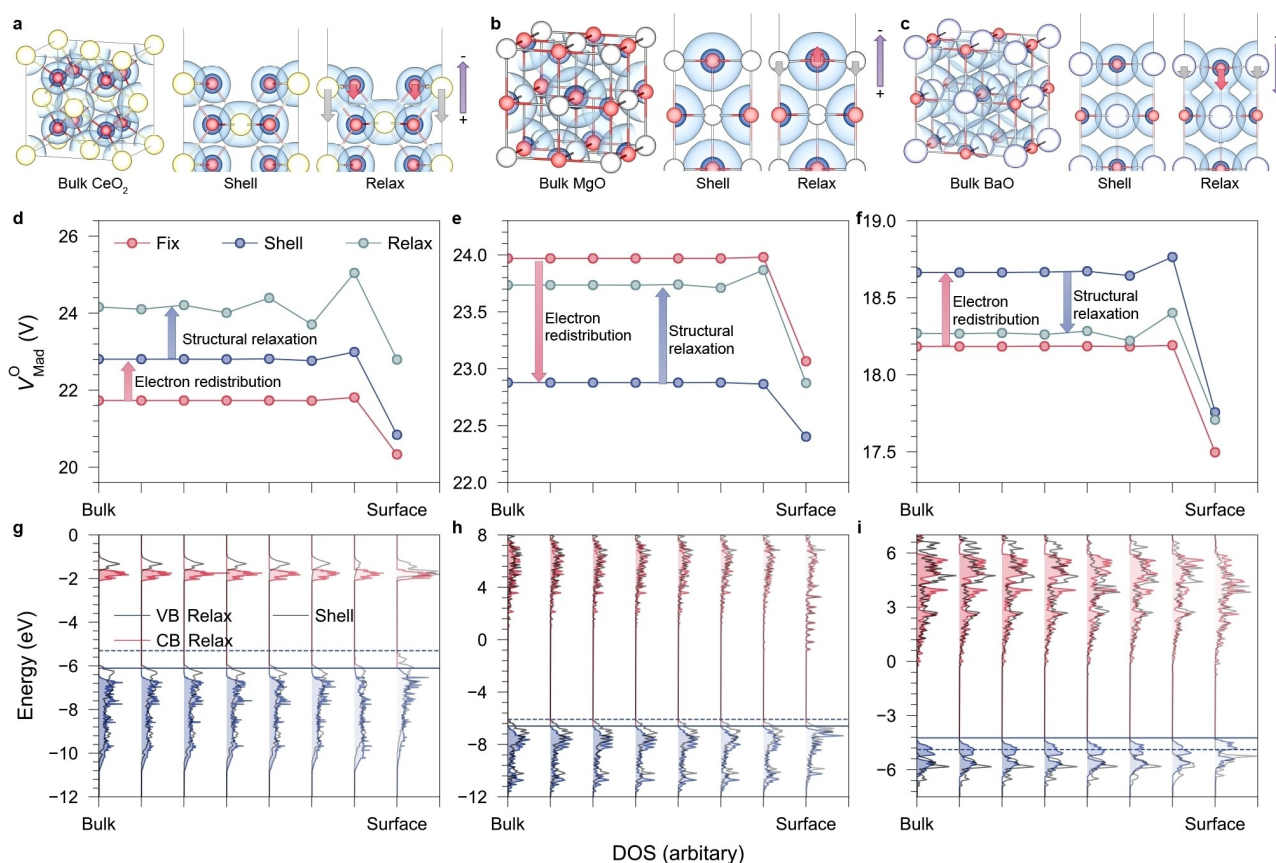 a
b
c
-
+
-
+
Bulk CeO2
Shell
Relax
Bulk MgO
Shell
Relax
Bulk BaO
Shell
Relax
d
e
f
Fix
Shell
Relax
Structural relaxation
Electron redistribution
V^O_Mad (V)
26
24
22
20
Bulk
Surface
Electron
redistribution
Structural
relaxation
24.0
23.5
23.0
22.5
22.0
Bulk
Surface
Electron
redistribution
Structural
relaxation
19.0
18.5
18.0
17.5
Bulk
Surface
g
h
i
VB Relax
Shell
CB Relax
Energy (eV)
0
−2
−4
−6
−8
−10
−12
Bulk
Surface
8
4
0
−4
−8
−12
Bulk
Surface
6
3
0
−3
−6
Bulk
Surface
DOS (arbitary)